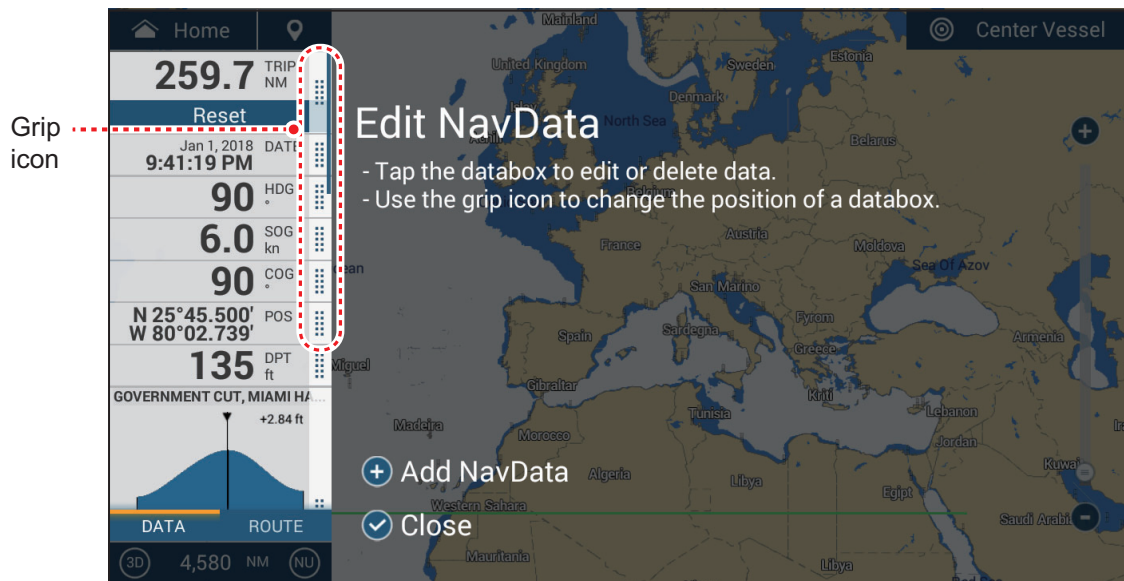 Home
Center Vessel
Grip
icon
259.7 TRIP
NM
Reset
Jan 1, 2018 DATE
9:41:19 PM
90 HDG
°
6.0 SOG
kn
90 COG
°
N 25°45.500' POS
W 80°02.739'
135 DPT
ft
GOVERNMENT CUT, MIAMI HA...
+2.84 ft
DATA ROUTE
3D 4,580 NM NU
Edit NavData
- Tap the databox to edit or delete data.
- Use the grip icon to change the position of a databox.
+ Add NavData
Close
Mainland
United Kingdom
Sweden
Estonia
Denmark
North Sea
Belarus
Belgium
France
Austria
Moldova
Sea Of Azov
San Marino
Spain
Sardegna
Fyrom
Greece
Armenia
Miguel
Gibraltar
Kriti
Madeira
Morocco
Tunisia
Lebanon
Jordan
Algeria
Libya
Egipt
Kuwai
Western Sahara
Saudi Arabi
Mauritania
Libya